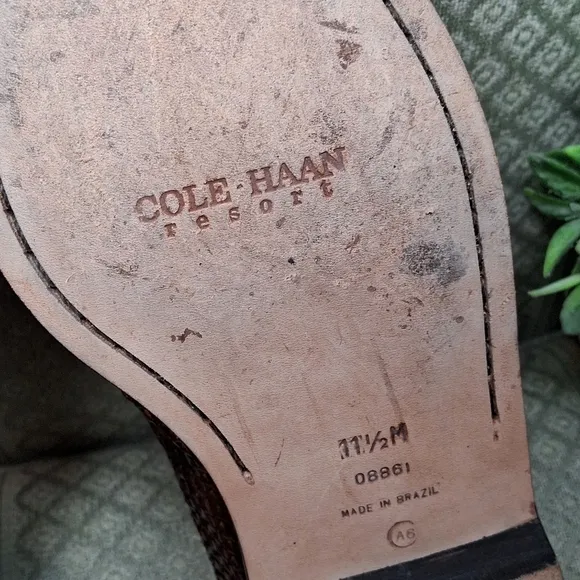 COLE·HAAN
resort
11½M
08861
MADE IN BRAZIL
A6